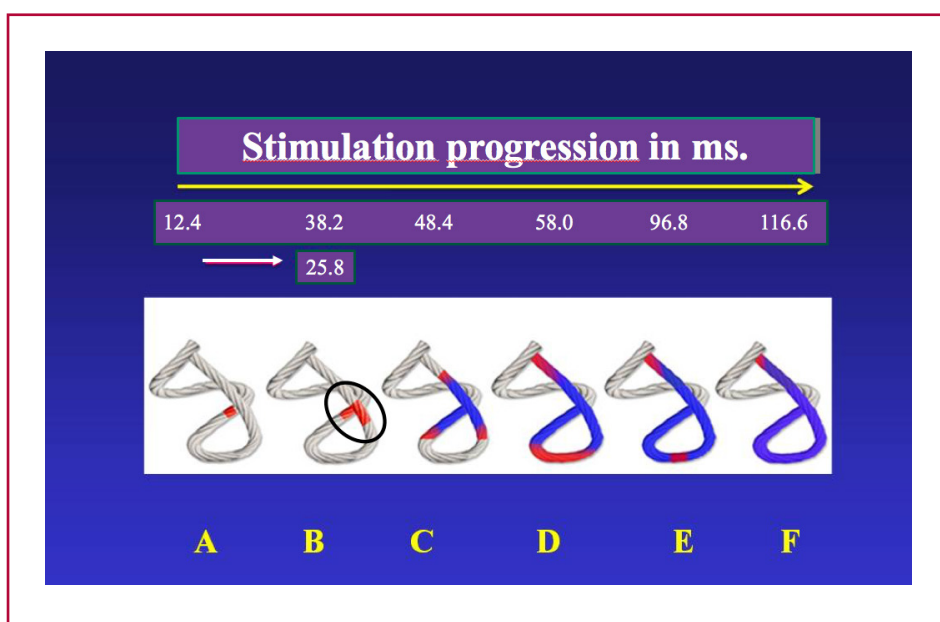 Stimulation progression in ms.
12.4 38.2 48.4 58.0 96.8 116.6
25.8
A B C D E F